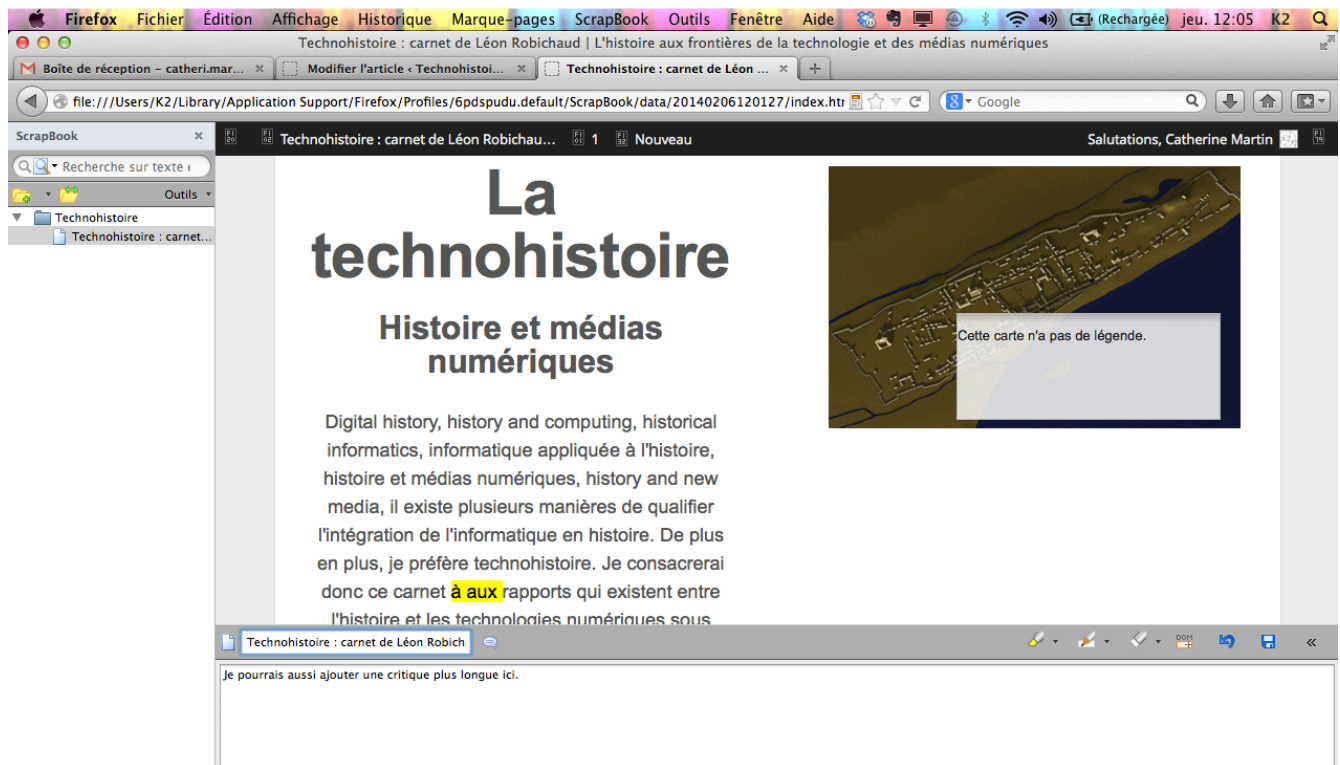 Firefox Fichier Édition Affichage Historique Marque-pages ScrapBook Outils Fenêtre Aide (Rechargée) jeu. 12:05 K2
Technohistoire : carnet de Léon Robichaud | L'histoire aux frontières de la technologie et des médias numériques
Boîte de réception – catheri.mar... Modifier l'article ‹ Technohistoi... Technohistoire : carnet de Léon ...
file:///Users/K2/Library/Application Support/Firefox/Profiles/6pdspudu.default/ScrapBook/data/20140206120127/index.htr Google
ScrapBook
Technohistoire : carnet de Léon Robichau... 1 Nouveau Salutations, Catherine Martin
Recherche sur texte
Outils
Technohistoire
Technohistoire : carnet...
La
technohistoire
Histoire et médias
numériques
Cette carte n'a pas de légende.
Digital history, history and computing, historical
informatics, informatique appliquée à l'histoire,
histoire et médias numériques, history and new
media, il existe plusieurs manières de qualifier
l'intégration de l'informatique en histoire. De plus
en plus, je préfère technohistoire. Je consacrerai
donc ce carnet à aux rapports qui existent entre
l'histoire et les technologies numériques sous
Technohistoire : carnet de Léon Robich
DOM
Je pourrais aussi ajouter une critique plus longue ici.